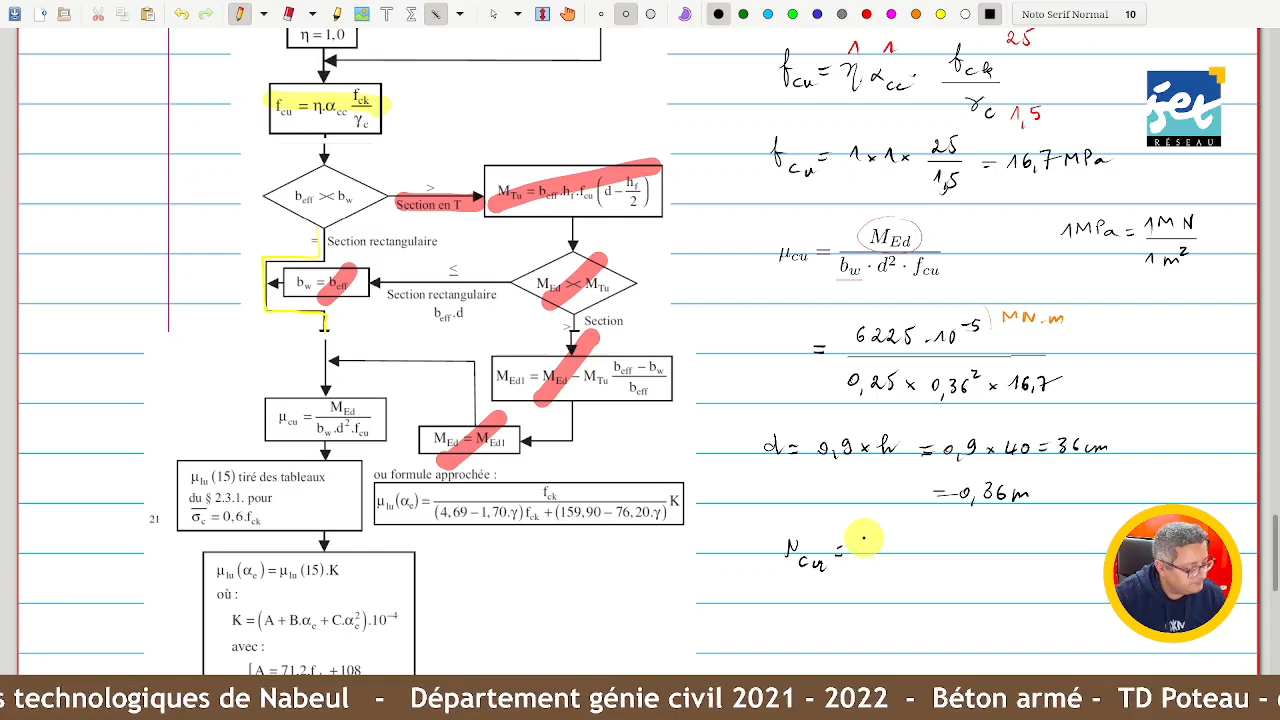 Noto Serif Normal 10
η = 1,0
f_cu = η.α_cc f_ck / γ_c
b_eff >< b_w
>
Section en T
M_Tu = b_eff.h_f.f_cu (d − h_f / 2)
= Section rectangulaire
b_w = b_eff
≤
Section rectangulaire
b_eff.d
M_Ed >< M_Tu
> Section
M_Ed1 = M_Ed − M_Tu (b_eff − b_w) / b_eff
M_Ed = M_Ed1
μ_cu = M_Ed / b_w.d².f_cu
μ_lu (15) tiré des tableaux
du § 2.3.1. pour
σ_c = 0,6.f_ck
ou formule approchée :
μ_lu(α_e) = f_ck / ((4,69−1,70.γ)f_ck + (159,90−76,20.γ)) K
21
μ_lu(α_e) = μ_lu(15).K
où :
K = (A + B.α_e + C.α_e²).10⁻⁴
avec :
A = 71,2.f + 108
1 1 25
f_cu = η α_cc · f_ck / γ_c 1,5
f_cu = 1 × 1 × 25 / 1,5 = 16,7 MPa
μ_cu = M_Ed / b_w · d² · f_cu
1MPa = 1MN / 1 m²
= 6225 · 10⁻⁵ / 0,25 × 0,36² × 16,7
MN.m
d = 0,9 × h = 0,9 × 40 = 36 cm
= 0,36 m
μ_cu =
iset
RÉSEAU
s technologiques de Nabeul - Département génie civil 2021 - 2022 - Béton armé - TD Poteau -